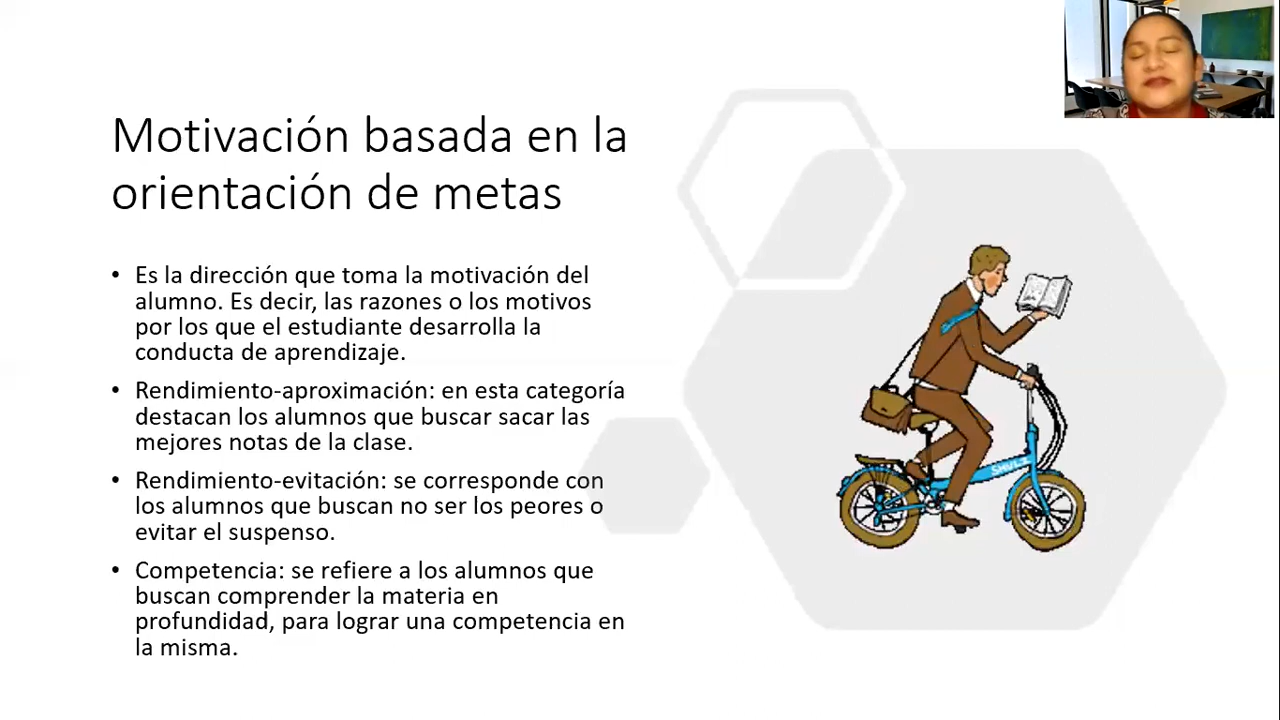 Motivación basada en la
orientación de metas
• Es la dirección que toma la motivación del
alumno. Es decir, las razones o los motivos
por los que el estudiante desarrolla la
conducta de aprendizaje.
• Rendimiento-aproximación: en esta categoría
destacan los alumnos que buscar sacar las
mejores notas de la clase.
• Rendimiento-evitación: se corresponde con
los alumnos que buscan no ser los peores o
evitar el suspenso.
• Competencia: se refiere a los alumnos que
buscan comprender la materia en
profundidad, para lograr una competencia en
la misma.